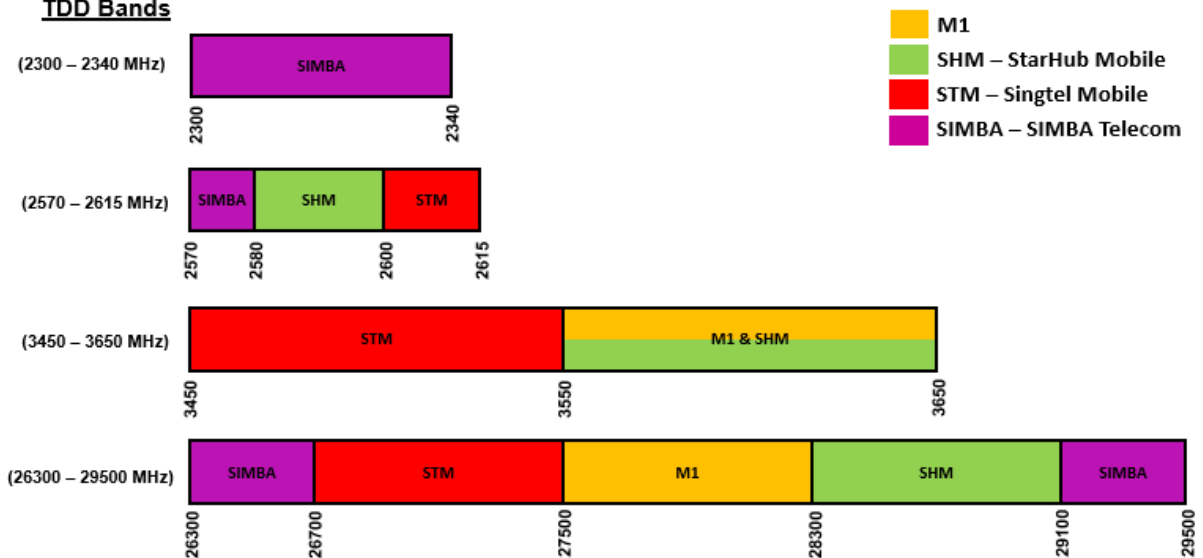 TDD Bands
M1
SHM – StarHub Mobile
STM – Singtel Mobile
SIMBA – SIMBA Telecom
(2300 – 2340 MHz)
SIMBA
2300 2340
(2570 – 2615 MHz)
SIMBA SHM STM
2570 2580 2600 2615
(3450 – 3650 MHz)
STM M1 & SHM
3450 3550 3650
(26300 – 29500 MHz)
SIMBA STM M1 SHM SIMBA
26300 26700 27500 28300 29100 29500